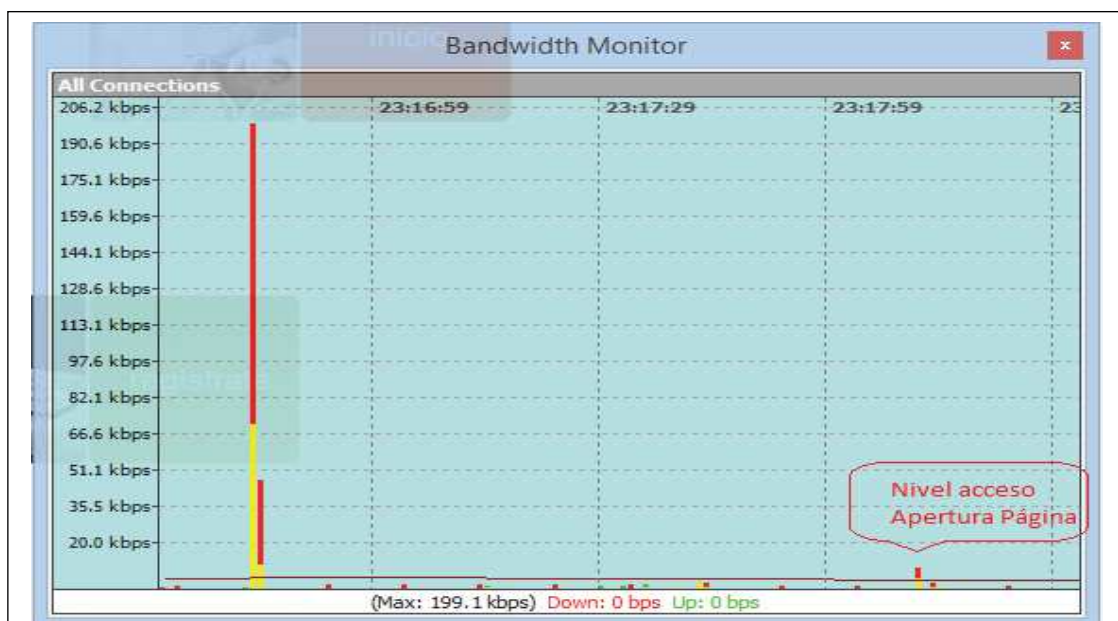 inicio
Bandwidth Monitor
x
All Connections
206.2 kbps
23:16:59
23:17:29
23:17:59
23
190.6 kbps
175.1 kbps
159.6 kbps
144.1 kbps
128.6 kbps
113.1 kbps
97.6 kbps
registrate
82.1 kbps
66.6 kbps
51.1 kbps
35.5 kbps
20.0 kbps
Nivel acceso
Apertura Página
(Max: 199.1 kbps) Down: 0 bps Up: 0 bps